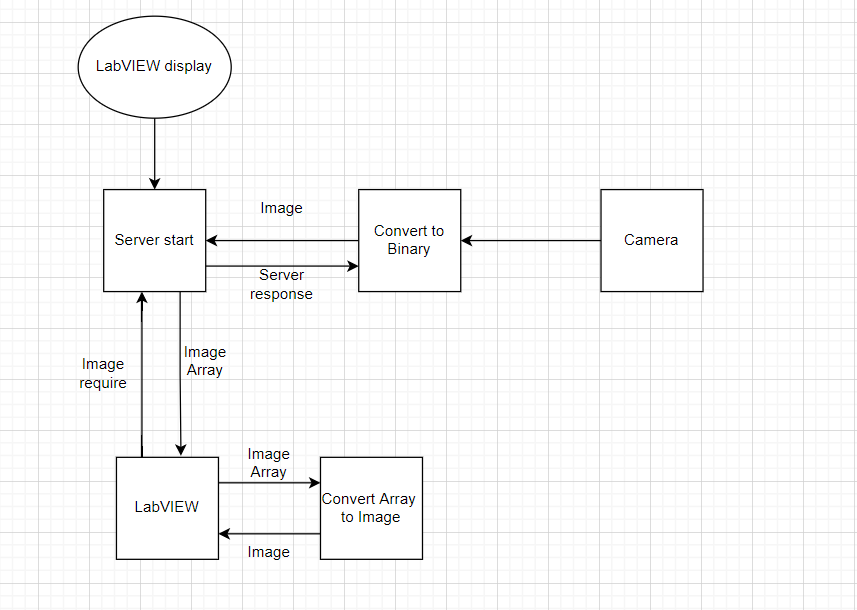 LabVIEW display
Image
Server start
Convert to
Binary
Camera
Server
response
Image
require
Image
Array
Image
Array
LabVIEW
Convert Array
to Image
Image